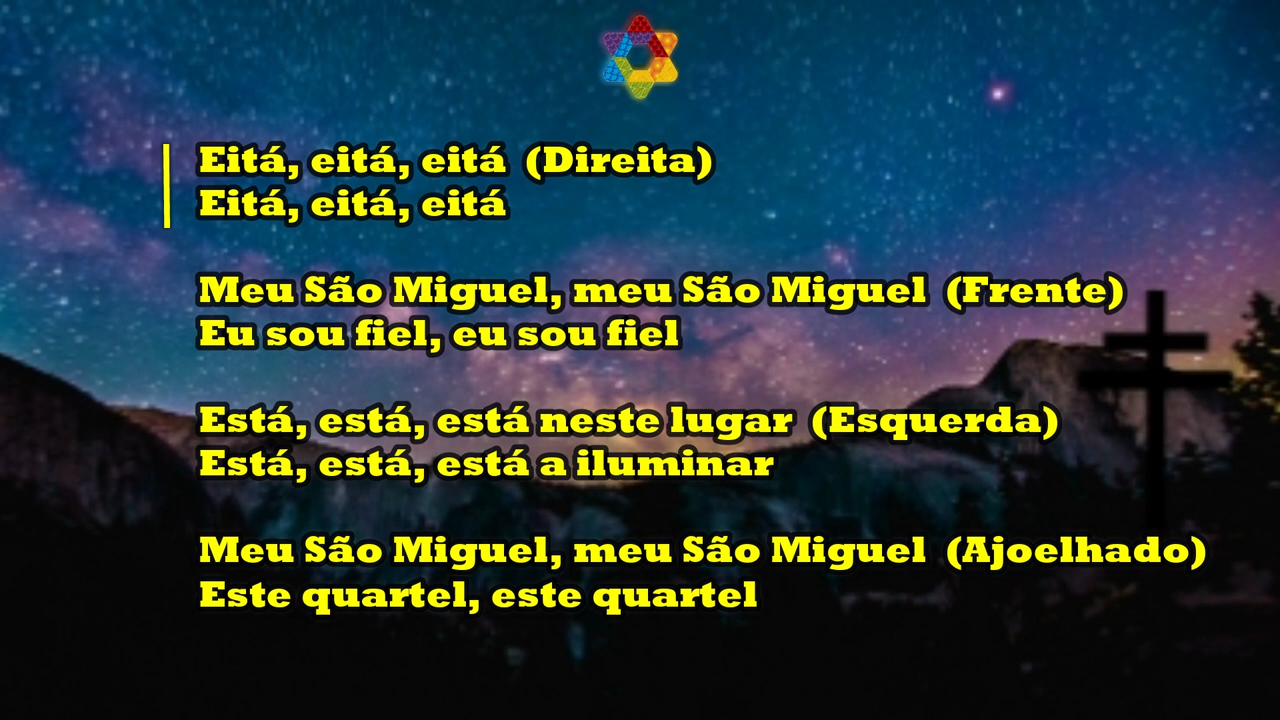 Eitá, eitá, eitá (Direita)
Eitá, eitá, eitá
Meu São Miguel, meu São Miguel (Frente)
Eu sou fiel, eu sou fiel
Está, está, está neste lugar (Esquerda)
Está, está, está a iluminar
Meu São Miguel, meu São Miguel (Ajoelhado)
Este quartel, este quartel